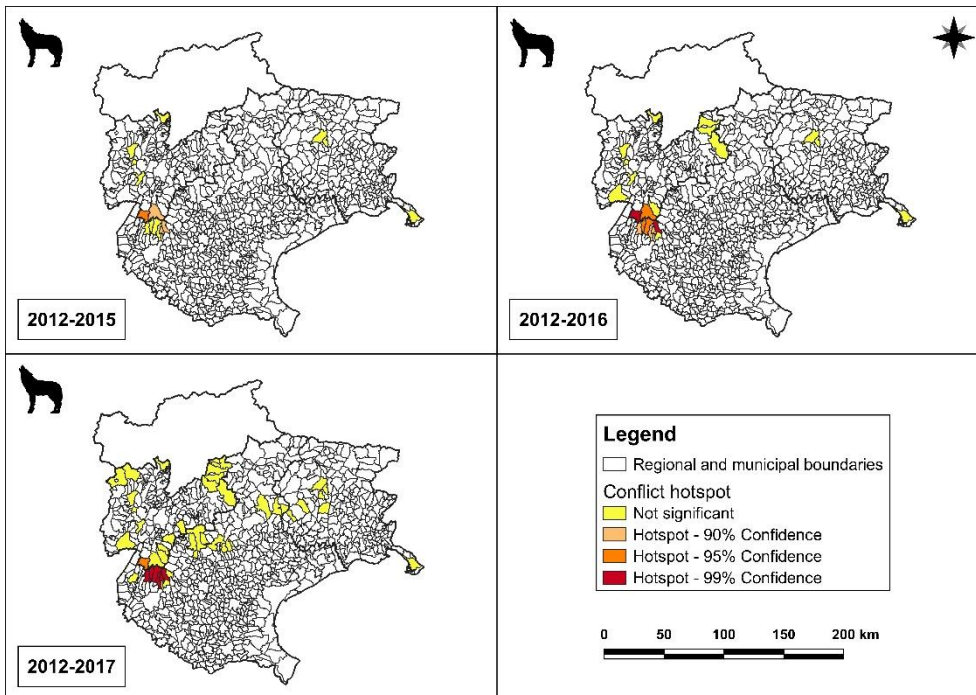 2012-2015
2012-2016
2012-2017
Legend
Regional and municipal boundaries
Conflict hotspot
Not significant
Hotspot - 90% Confidence
Hotspot - 95% Confidence
Hotspot - 99% Confidence
0 50 100 150 200 km